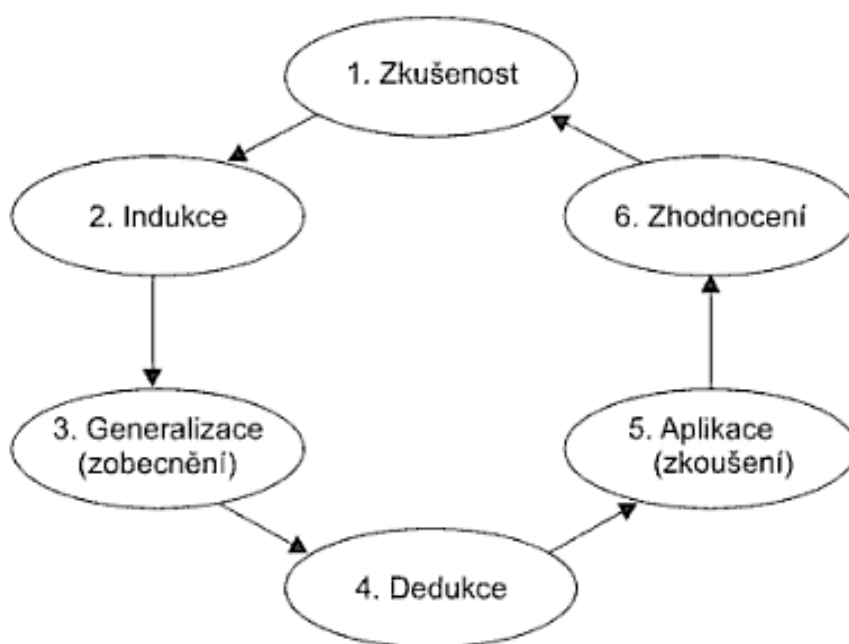 1. Zkušenost
2. Indukce
6. Zhodnocení
3. Generalizace
(zobecnění)
5. Aplikace
(zkoušení)
4. Dedukce